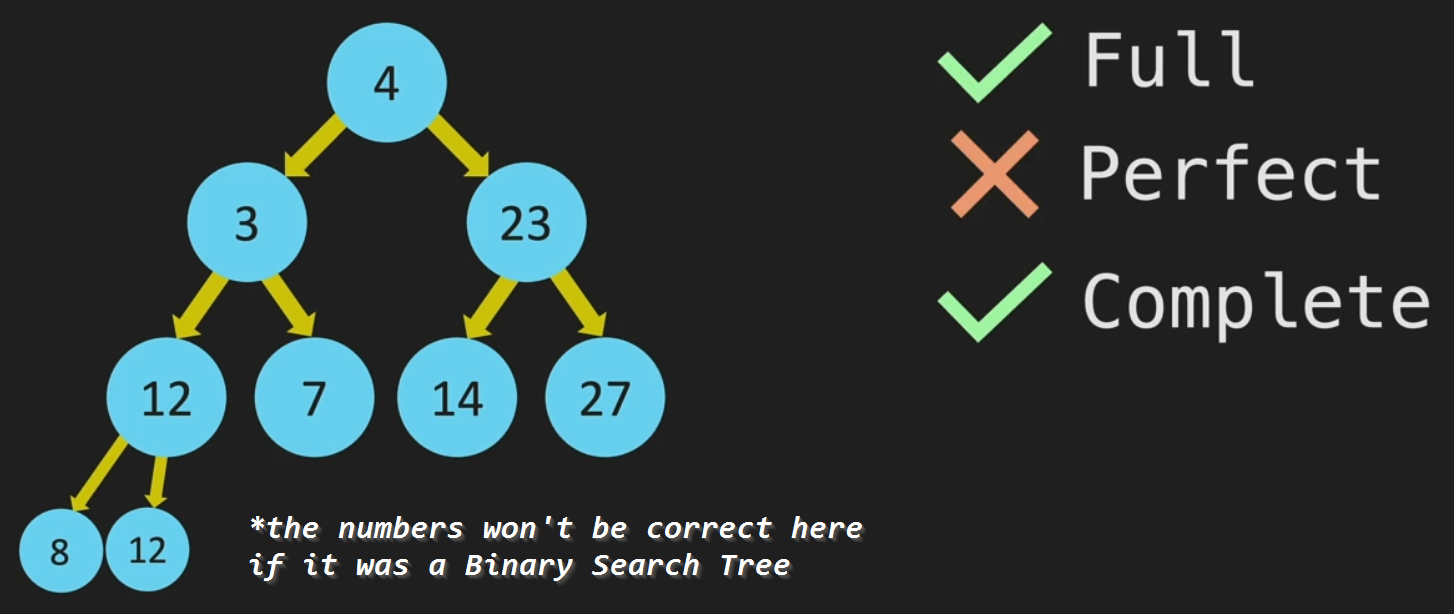 4
Full
3
23
Perfect
Complete
12
7
14
27
8
12
*the numbers won't be correct here
if it was a Binary Search Tree